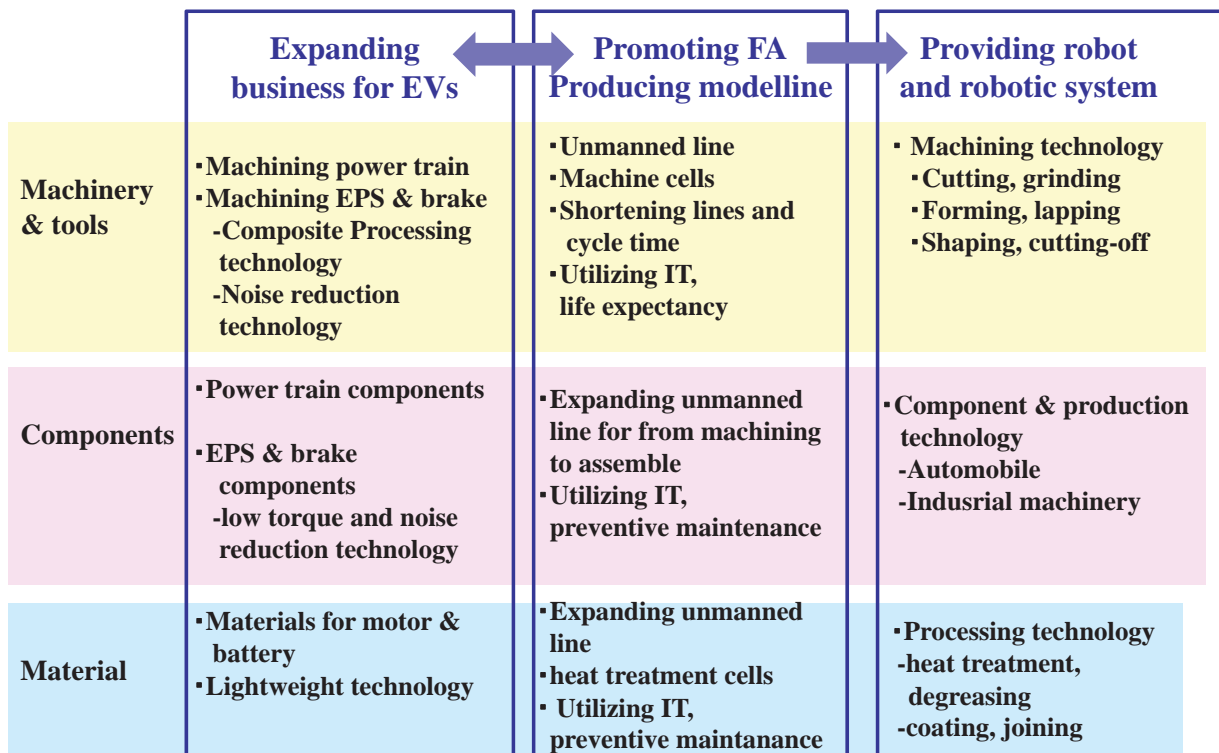 Expanding
business for EVs
Promoting FA
Producing modelline
Providing robot
and robotic system
Machinery
& tools
▪Machining power train
▪Machining EPS & brake
-Composite Processing
technology
-Noise reduction
technology
▪Unmanned line
▪Machine cells
▪Shortening lines and
cycle time
▪Utilizing IT,
life expectancy
▪ Machining technology
▪Cutting, grinding
▪Forming, lapping
▪Shaping, cutting-off
Components
▪Power train components
▪EPS & brake
components
-low torque and noise
reduction technology
▪Expanding unmanned
line for from machining
to assemble
▪Utilizing IT,
preventive maintenance
▪Component & production
technology
-Automobile
-Indusrial machinery
Material
▪Materials for motor &
battery
▪Lightweight technology
▪Expanding unmanned
line
▪heat treatment cells
▪ Utilizing IT,
preventive maintanance
▪Processing technology
-heat treatment,
degreasing
-coating, joining